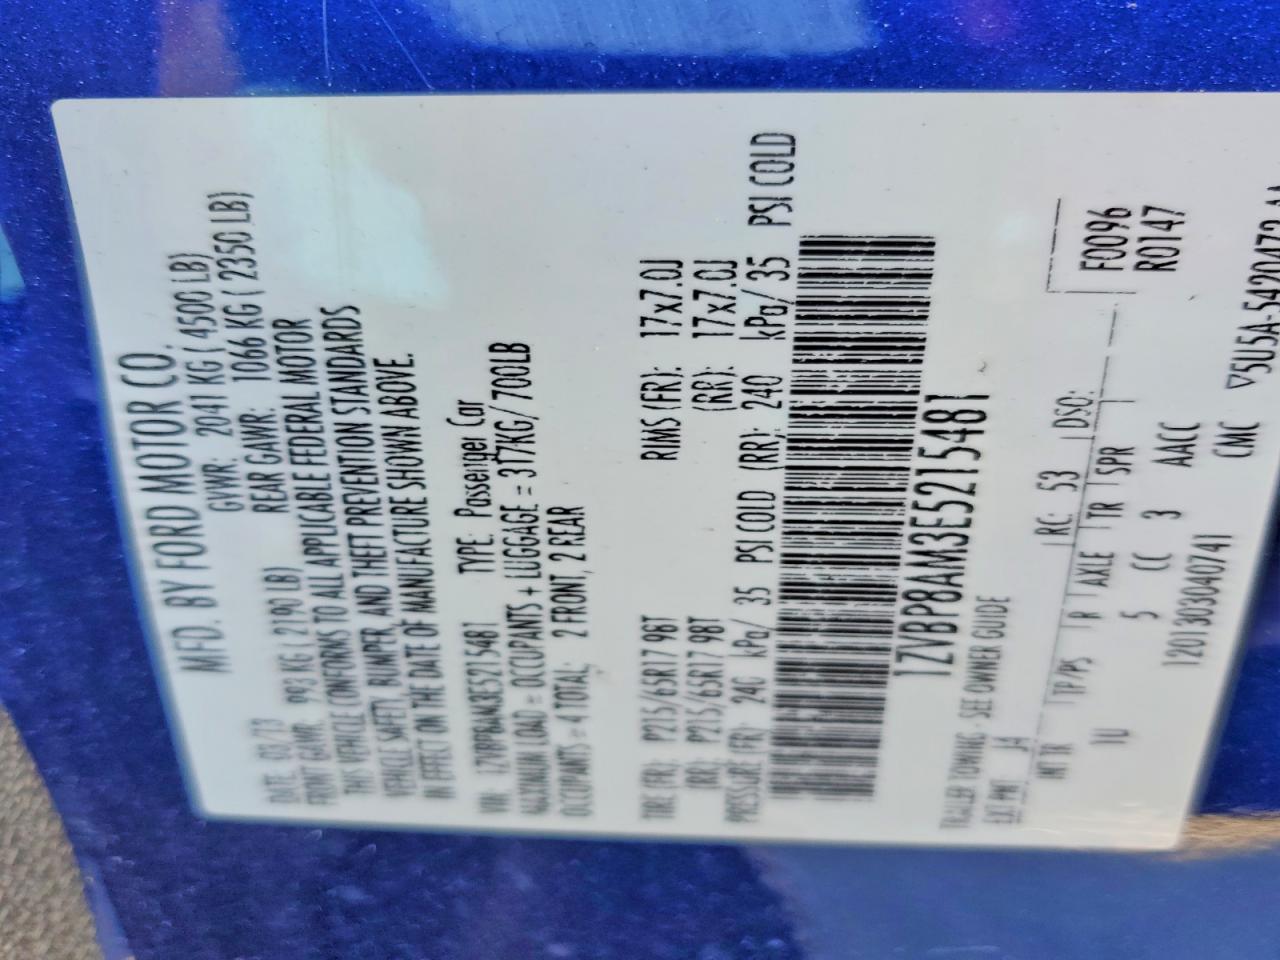 MFD. BY FORD MOTOR CO.
DATE: 03/13 GVWR: 2041 KG ( 4500 LB)
FRONT GAWR: 993 KG ( 2190 LB) REAR GAWR: 1066 KG ( 2350 LB)
THIS VEHICLE CONFORMS TO ALL APPLICABLE FEDERAL MOTOR
VEHICLE SAFETY, BUMPER, AND THEFT PREVENTION STANDARDS
IN EFFECT ON THE DATE OF MANUFACTURE SHOWN ABOVE.
VIN: 1ZVBP8AM3E5215481 TYPE: Passenger Car
MAXIMUM LOAD = OCCUPANTS + LUGGAGE = 317KG/700LB
OCCUPANTS = 4 TOTAL: 2 FRONT, 2 REAR
TIRE (FR): P215/65R17 98T RIMS (FR): 17x7.0J
(RR): P215/65R17 98T (RR): 17x7.0J
PRESSURE (FR): 240 kPa/ 35 PSI COLD (RR): 240 kPa/ 35 PSI COLD
1ZVBP8AM3E5215481
TRAILER TOWING - SEE OWNER GUIDE
EXT PNT: J4 RC: 53 DSO: F0096
INT TR TP/PS R AXLE TR SPR R0147
1U 5 CC 3 AACC
1201303040741 CMC ▽5U5A-5420472-AA